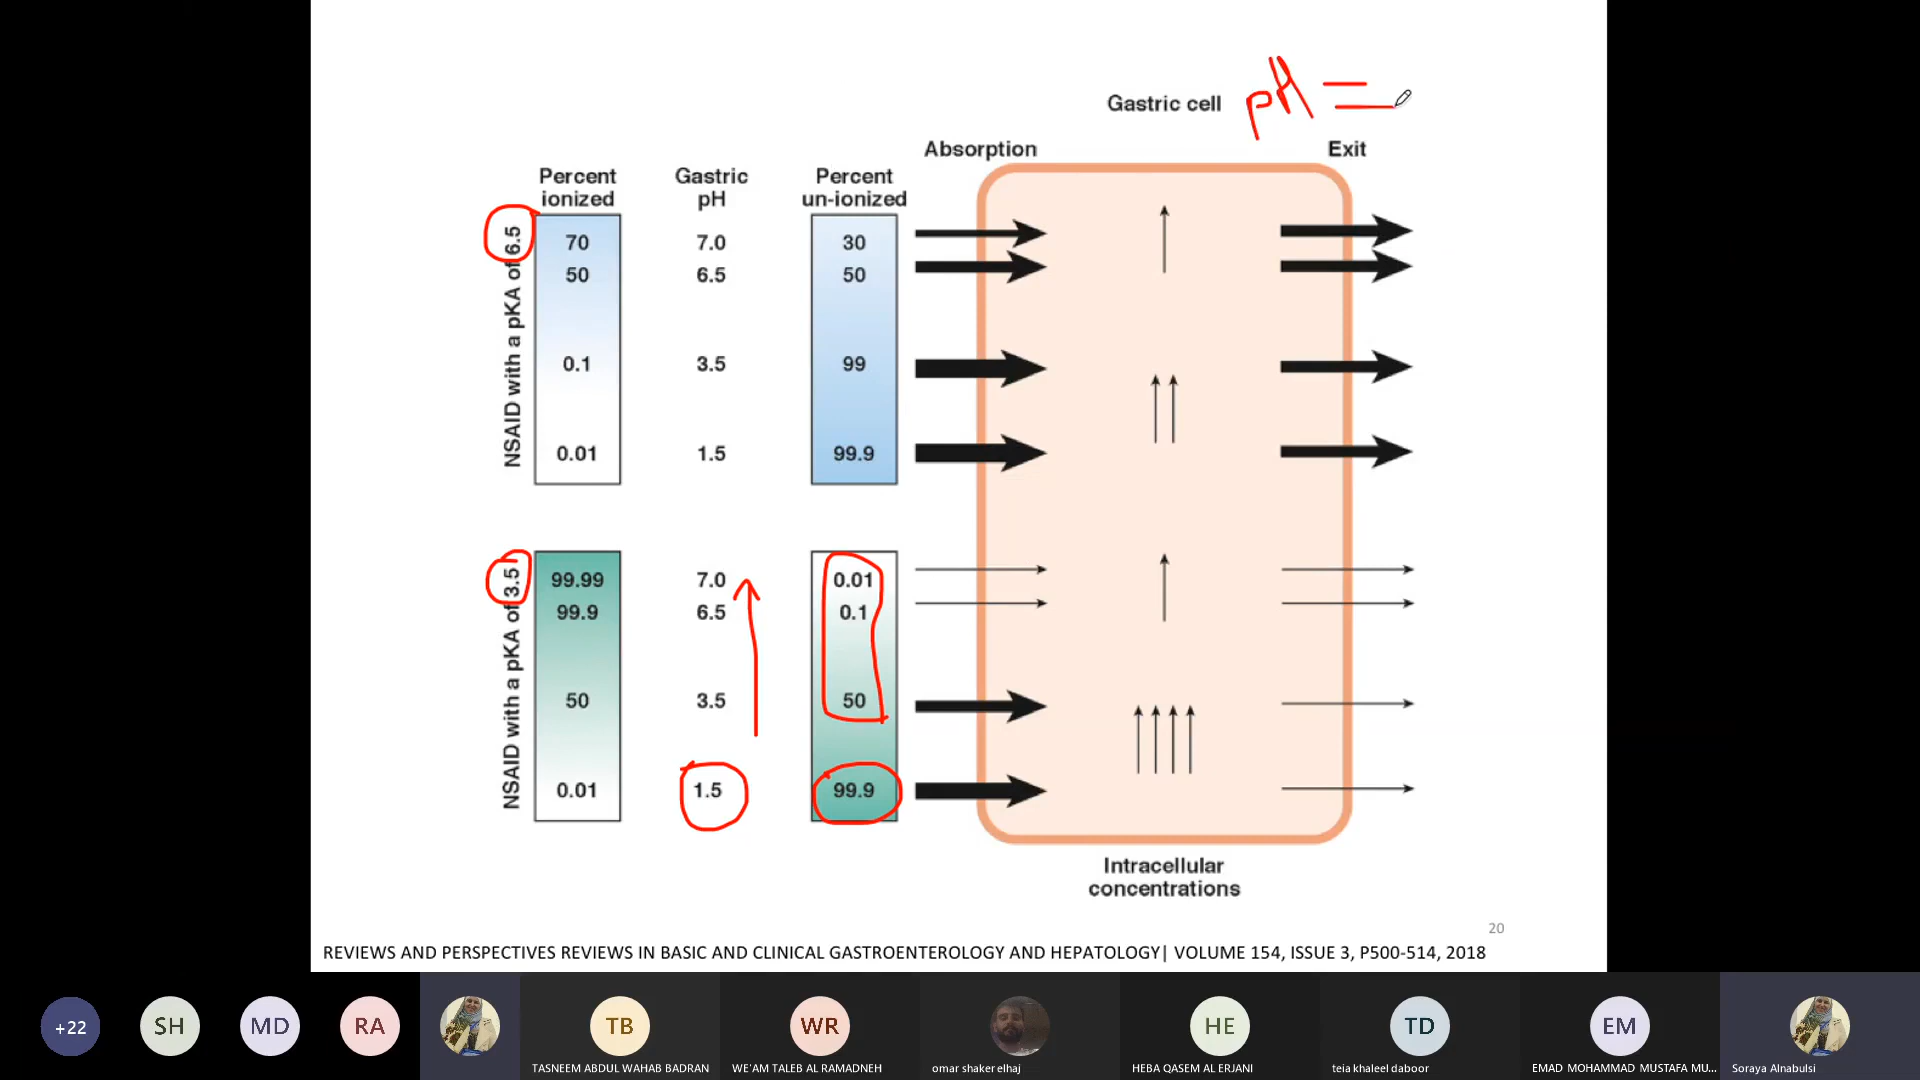 pH =
Gastric cell
Absorption
Exit
Percent ionized
Gastric pH
Percent un-ionized
NSAID with a pKA of 6.5
70 7.0 30
50 6.5 50
0.1 3.5 99
0.01 1.5 99.9
NSAID with a pKA of 3.5
99.99 7.0 0.01
99.9 6.5 0.1
50 3.5 50
0.01 1.5 99.9
Intracellular
concentrations
20
REVIEWS AND PERSPECTIVES REVIEWS IN BASIC AND CLINICAL GASTROENTEROLOGY AND HEPATOLOGY| VOLUME 154, ISSUE 3, P500-514, 2018
+22 SH MD RA TB WR HE TD EM
TASNEEM ABDUL WAHAB BADRAN WE'AM TALEB AL RAMADNEH omar shaker elhaj HEBA QASEM AL ERJANI teia khaleel daboor EMAD MOHAMMAD MUSTAFA MU... Soraya Alnabulsi